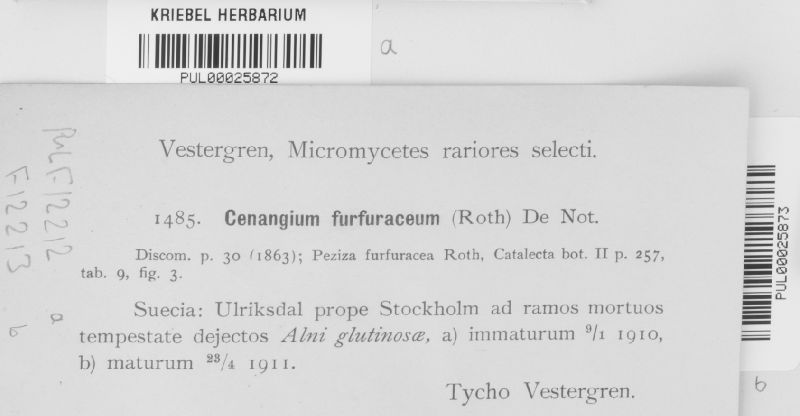 KRIEBEL HERBARIUM
PUL00025872
a
Vestergren, Micromycetes rariores selecti.
1485. Cenangium furfuraceum (Roth) De Not.
Discom. p. 30 (1863); Peziza furfuracea Roth, Catalecta bot. II p. 257,
tab. 9, fig. 3.
Suecia: Ulriksdal prope Stockholm ad ramos mortuos
tempestate dejectos Alni glutinosæ, a) immaturum 9/1 1910,
b) maturum 23/4 1911.
Tycho Vestergren.
PUL F12212 a
F12213 b
PUL00025873
b